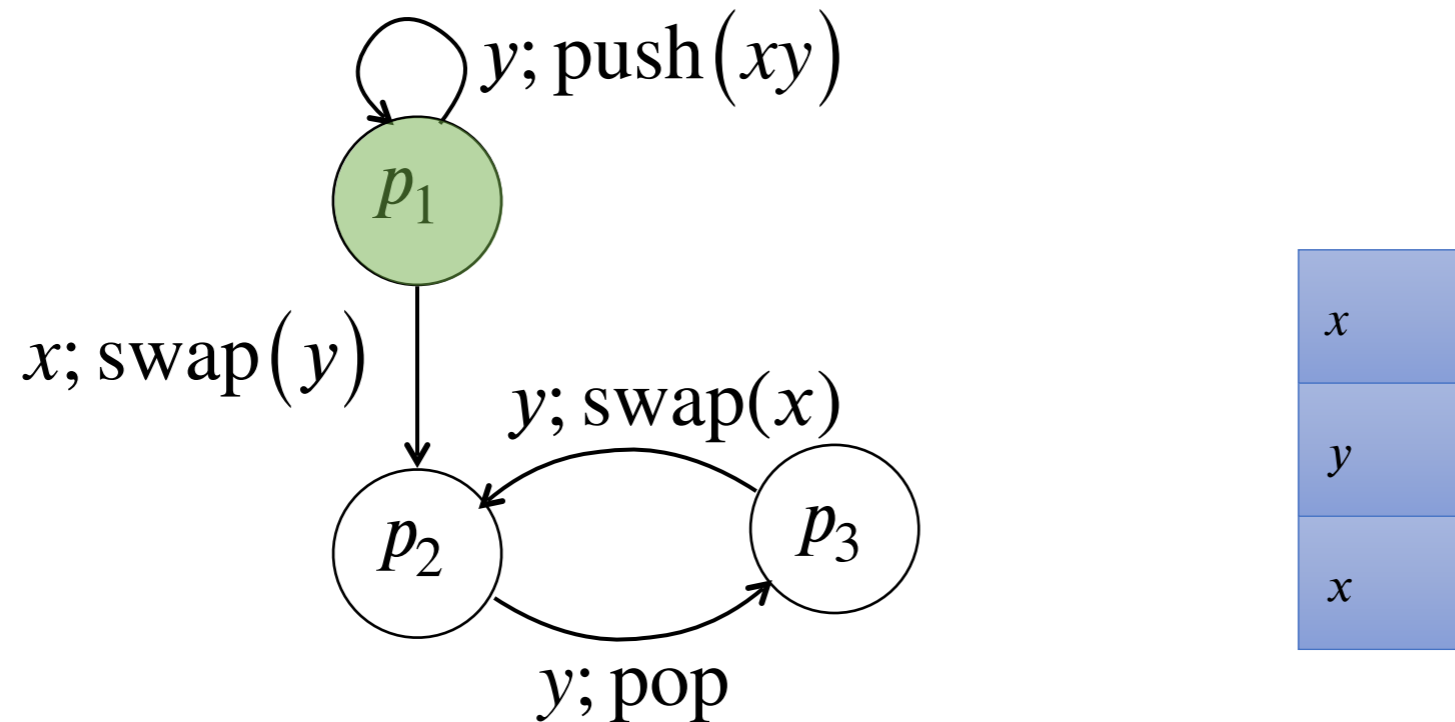 y; push(xy)
p₁
x; swap(y)
y; swap(x)
p₂
p₃
y; pop
x
y
x